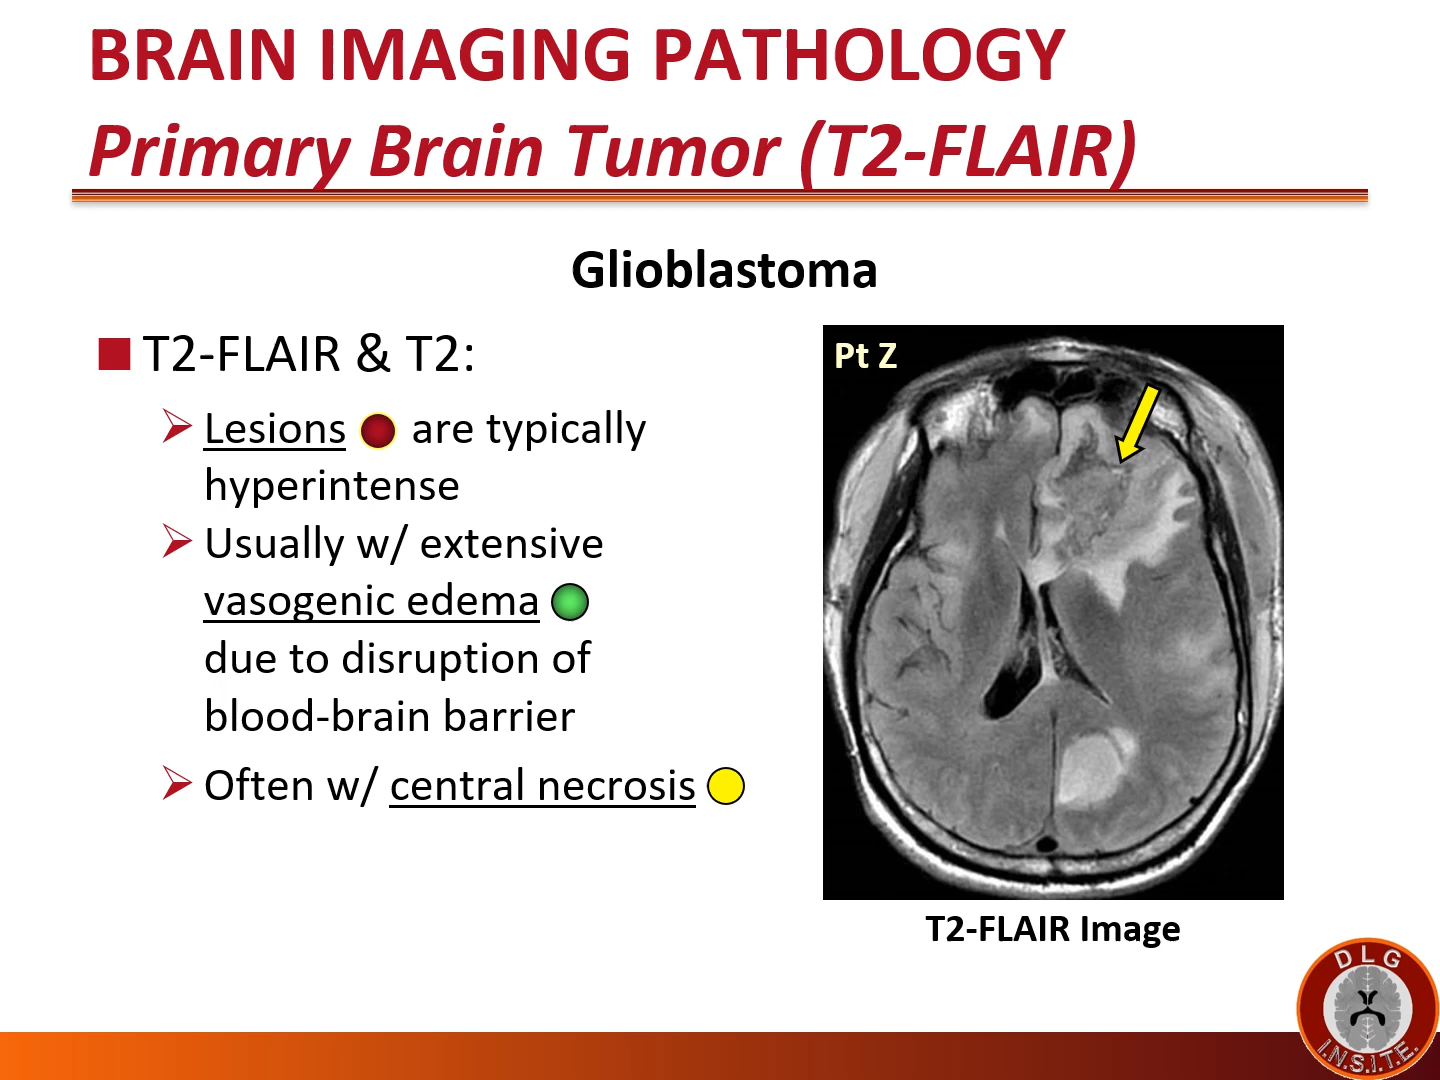 BRAIN IMAGING PATHOLOGY
Primary Brain Tumor (T2-FLAIR)
Glioblastoma
T2-FLAIR & T2:
Lesions are typically
hyperintense
Usually w/ extensive
vasogenic edema
due to disruption of
blood-brain barrier
Often w/ central necrosis
Pt Z
T2-FLAIR Image
DLG
I.N.S.I.T.E.